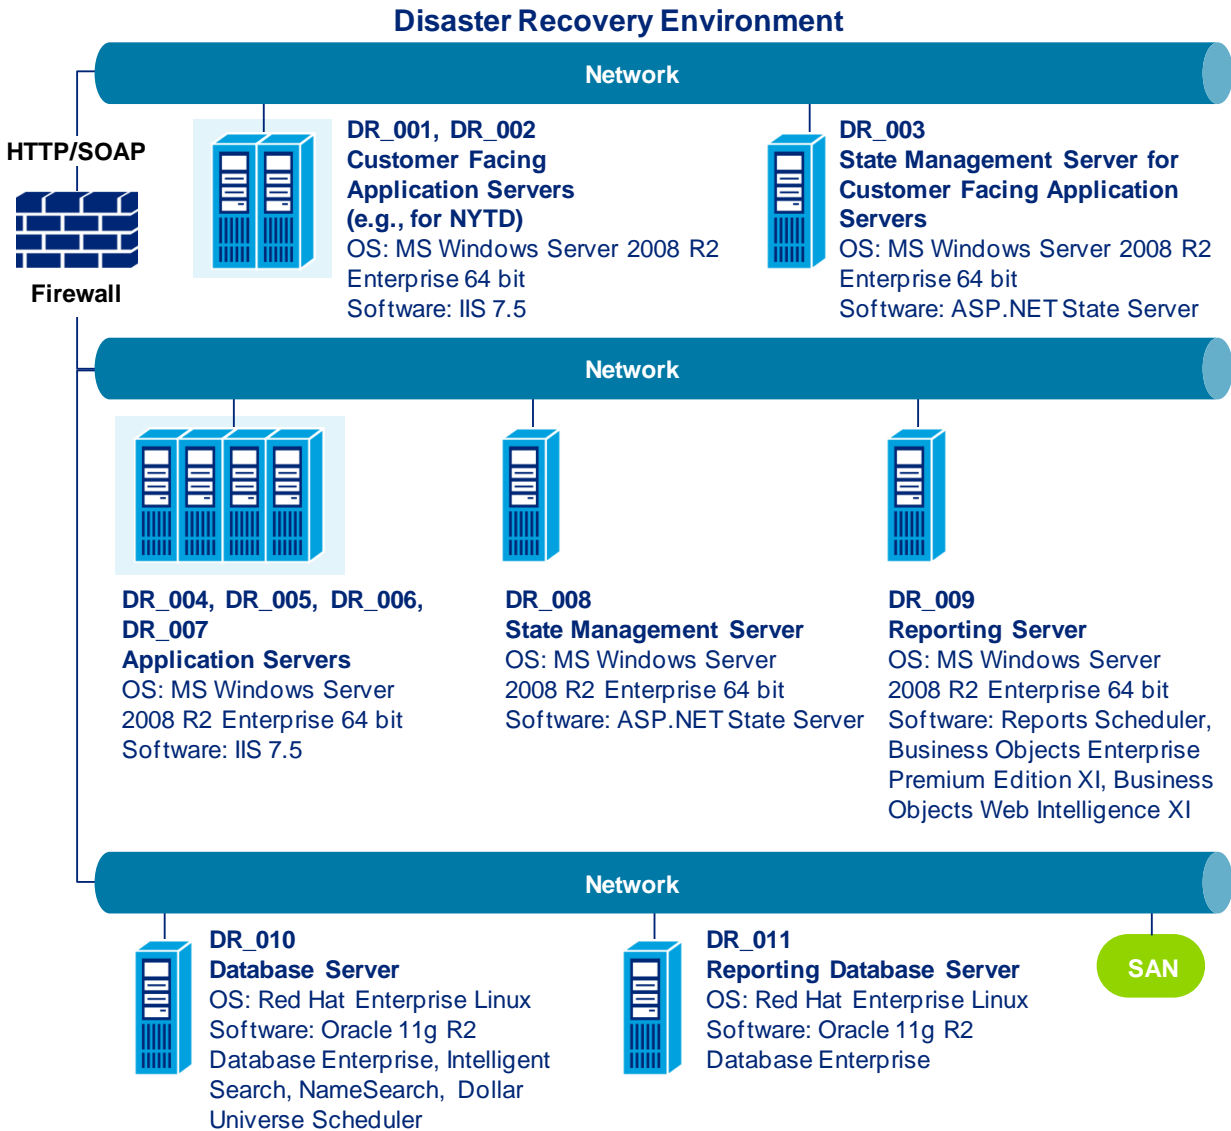 Disaster Recovery Environment
Network
HTTP/SOAP
Firewall
DR_001, DR_002
Customer Facing
Application Servers
(e.g., for NYTD)
OS: MS Windows Server 2008 R2
Enterprise 64 bit
Software: IIS 7.5
DR_003
State Management Server for
Customer Facing Application
Servers
OS: MS Windows Server 2008 R2
Enterprise 64 bit
Software: ASP.NET State Server
Network
DR_004, DR_005, DR_006,
DR_007
Application Servers
OS: MS Windows Server
2008 R2 Enterprise 64 bit
Software: IIS 7.5
DR_008
State Management Server
OS: MS Windows Server
2008 R2 Enterprise 64 bit
Software: ASP.NET State Server
DR_009
Reporting Server
OS: MS Windows Server
2008 R2 Enterprise 64 bit
Software: Reports Scheduler,
Business Objects Enterprise
Premium Edition XI, Business
Objects Web Intelligence XI
Network
DR_010
Database Server
OS: Red Hat Enterprise Linux
Software: Oracle 11g R2
Database Enterprise, Intelligent
Search, NameSearch, Dollar
Universe Scheduler
DR_011
Reporting Database Server
OS: Red Hat Enterprise Linux
Software: Oracle 11g R2
Database Enterprise
SAN